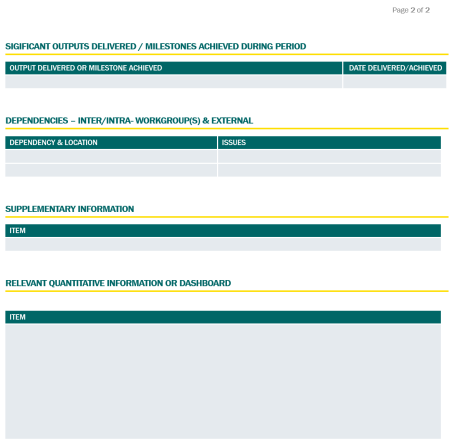 Page 2 of 2
SIGIFICANT OUTPUTS DELIVERED / MILESTONES ACHIEVED DURING PERIOD
OUTPUT DELIVERED OR MILESTONE ACHIEVED DATE DELIVERED/ACHIEVED
DEPENDENCIES – INTER/INTRA- WORKGROUP(S) & EXTERNAL
DEPENDENCY & LOCATION ISSUES
SUPPLEMENTARY INFORMATION
ITEM
RELEVANT QUANTITATIVE INFORMATION OR DASHBOARD
ITEM